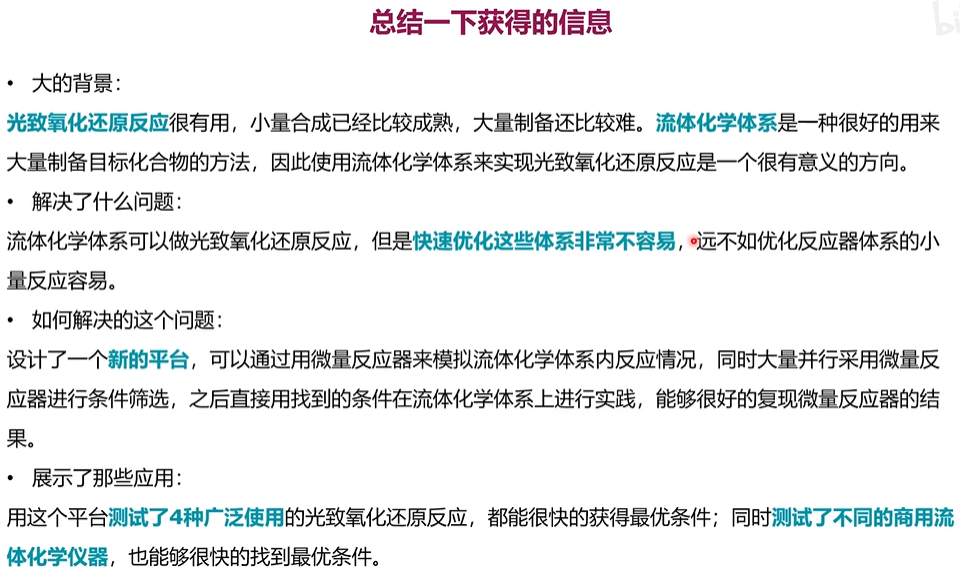 总结一下获得的信息
• 大的背景：
光致氧化还原反应很有用，小量合成已经比较成熟，大量制备还比较难。流体化学体系是一种很好的用来
大量制备目标化合物的方法，因此使用流体化学体系来实现光致氧化还原反应是一个很有意义的方向。
• 解决了什么问题：
流体化学体系可以做光致氧化还原反应，但是快速优化这些体系非常不容易，远不如优化反应器体系的小
量反应容易。
• 如何解决的这个问题：
设计了一个新的平台，可以通过用微量反应器来模拟流体化学体系内反应情况，同时大量并行采用微量反
应器进行条件筛选，之后直接用找到的条件在流体化学体系上进行实践，能够很好的复现微量反应器的结
果。
• 展示了那些应用：
用这个平台测试了4种广泛使用的光致氧化还原反应，都能很快的获得最优条件；同时测试了不同的商用流
体化学仪器，也能够很快的找到最优条件。